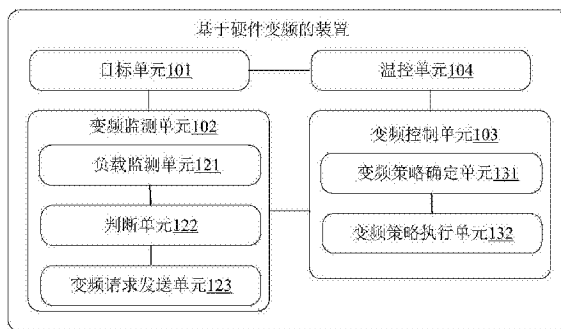 基于硬件变频的装置
目标单元101
温控单元104
变频监测单元102
负载监测单元121
判断单元122
变频请求发送单元123
变频控制单元103
变频策略确定单元131
变频策略执行单元132